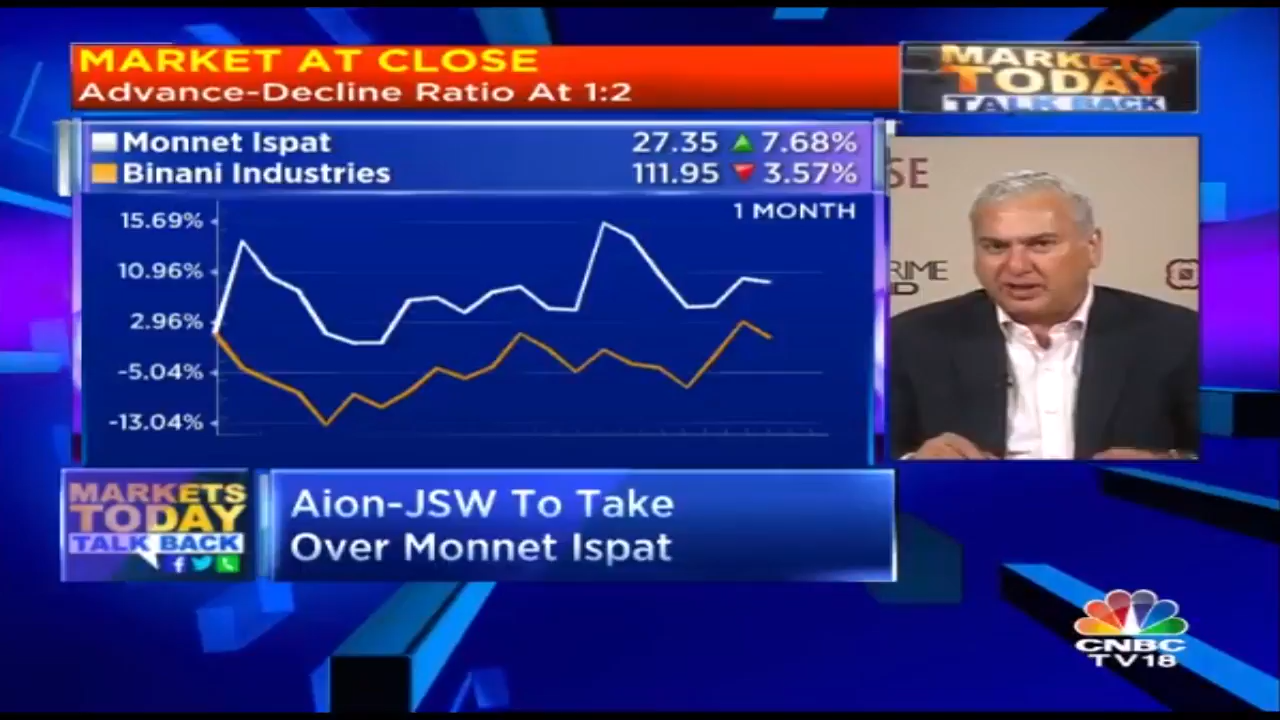 MARKET AT CLOSE
Advance-Decline Ratio At 1:2
MARKETS
TODAY
TALK BACK
Monnet Ispat 27.35 7.68%
Binani Industries 111.95 3.57%
1 MONTH
15.69%
10.96%
2.96%
-5.04%
-13.04%
SE
RIME
MARKETS
TODAY
TALK BACK
Aion-JSW To Take
Over Monnet Ispat
CNBC
TV18